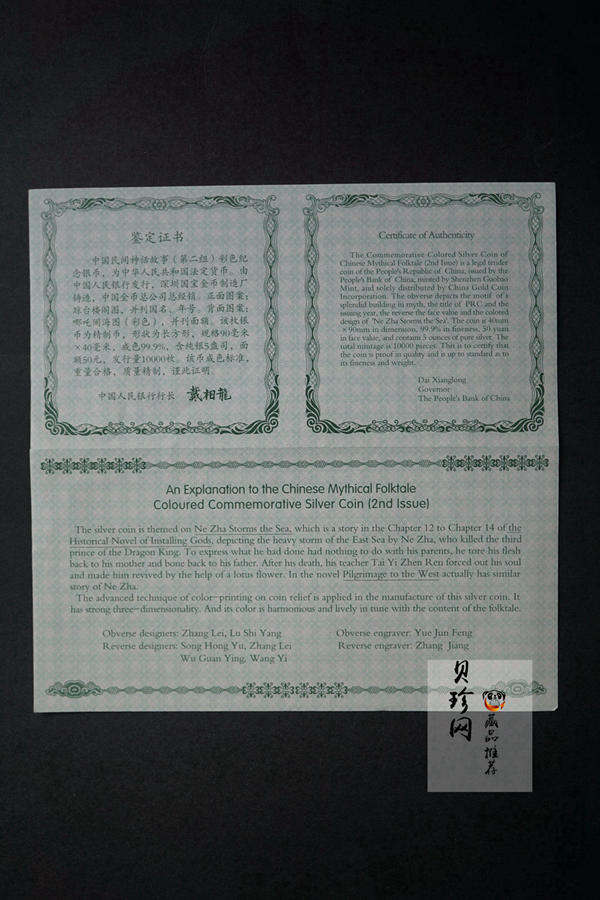 鉴定证书
中国民间神话故事（第二组）彩色纪
念银币，为中华人民共和国法定货币。由
中国人民银行发行，深圳国宝金币制造厂
铸造，中国金币总公司总经销。正面图案：
球台楼阁图，并刊国名、年号。背面图案：
哪吒闹海图（彩色），并刊面额。该枚银
币为精制币，形状为长方形，规格90毫米
×40毫米，成色99.9%，含纯银5盎司，面
额50元，发行量10000枚。该币成色标准，
重量合格，质量精制，谨此证明。
中国人民银行行长 戴相龍
Certificate of Authenticity
The Commemorative Colored Silver Coin of
Chinese Mythical Folktale (2nd Issue) is a legal tender
coin of the People's Republic of China, issued by the
People's Bank of China, minted by Shenzhen Guobao
Mint, and solely distributed by China Gold Coin
Incorporation. The obverse depicts the motif of a
splendid building in myth, the title of PRC and the
issuing year, the reverse the face value and the colored
design of 'Ne Zha Storms the Sea'. The coin is 40mm
×90mm in dimension, 99.9% in fineness, 50 yuan
in face value, and contains 5 ounces of pure silver. The
total mintage is 10000 pieces. This is to certify that
the coin is proof in quality and is up to standard as to
its fineness and weight.
Dai Xianglong
Governor
The People's Bank of China
An Explanation to the Chinese Mythical Folktale
Coloured Commemorative Silver Coin (2nd Issue)
The silver coin is themed on Ne Zha Storms the Sea, which is a story in the Chapter 12 to Chapter 14 of the
Historical Novel of Installing Gods, depicting the heavy storm of the East Sea by Ne Zha, who killed the third
prince of the Dragon King. To express what he had done had nothing to do with his parents, he tore his flesh
back to his mother and bone back to his father. After his death, his teacher Tai Yi Zhen Ren forced out his soul
and made him revived by the help of a lotus flower. In the novel Pilgrimage to the West actually has similar
story of Ne Zha.
The advanced technique of color-printing on coin relief is applied in the manufacture of this silver coin. It
has strong three-dimensionality. And its color is harmonious and lively in tune with the content of the folktale.
Obverse designers: Zhang Lei, Lu Shi Yang
Obverse engraver: Yue Jun Feng
Reverse designers: Song Hong Yu, Zhang Lei
Reverse engraver: Zhang Jiang
Wu Guan Ying, Wang Yi
贝珍网
藏品推荐